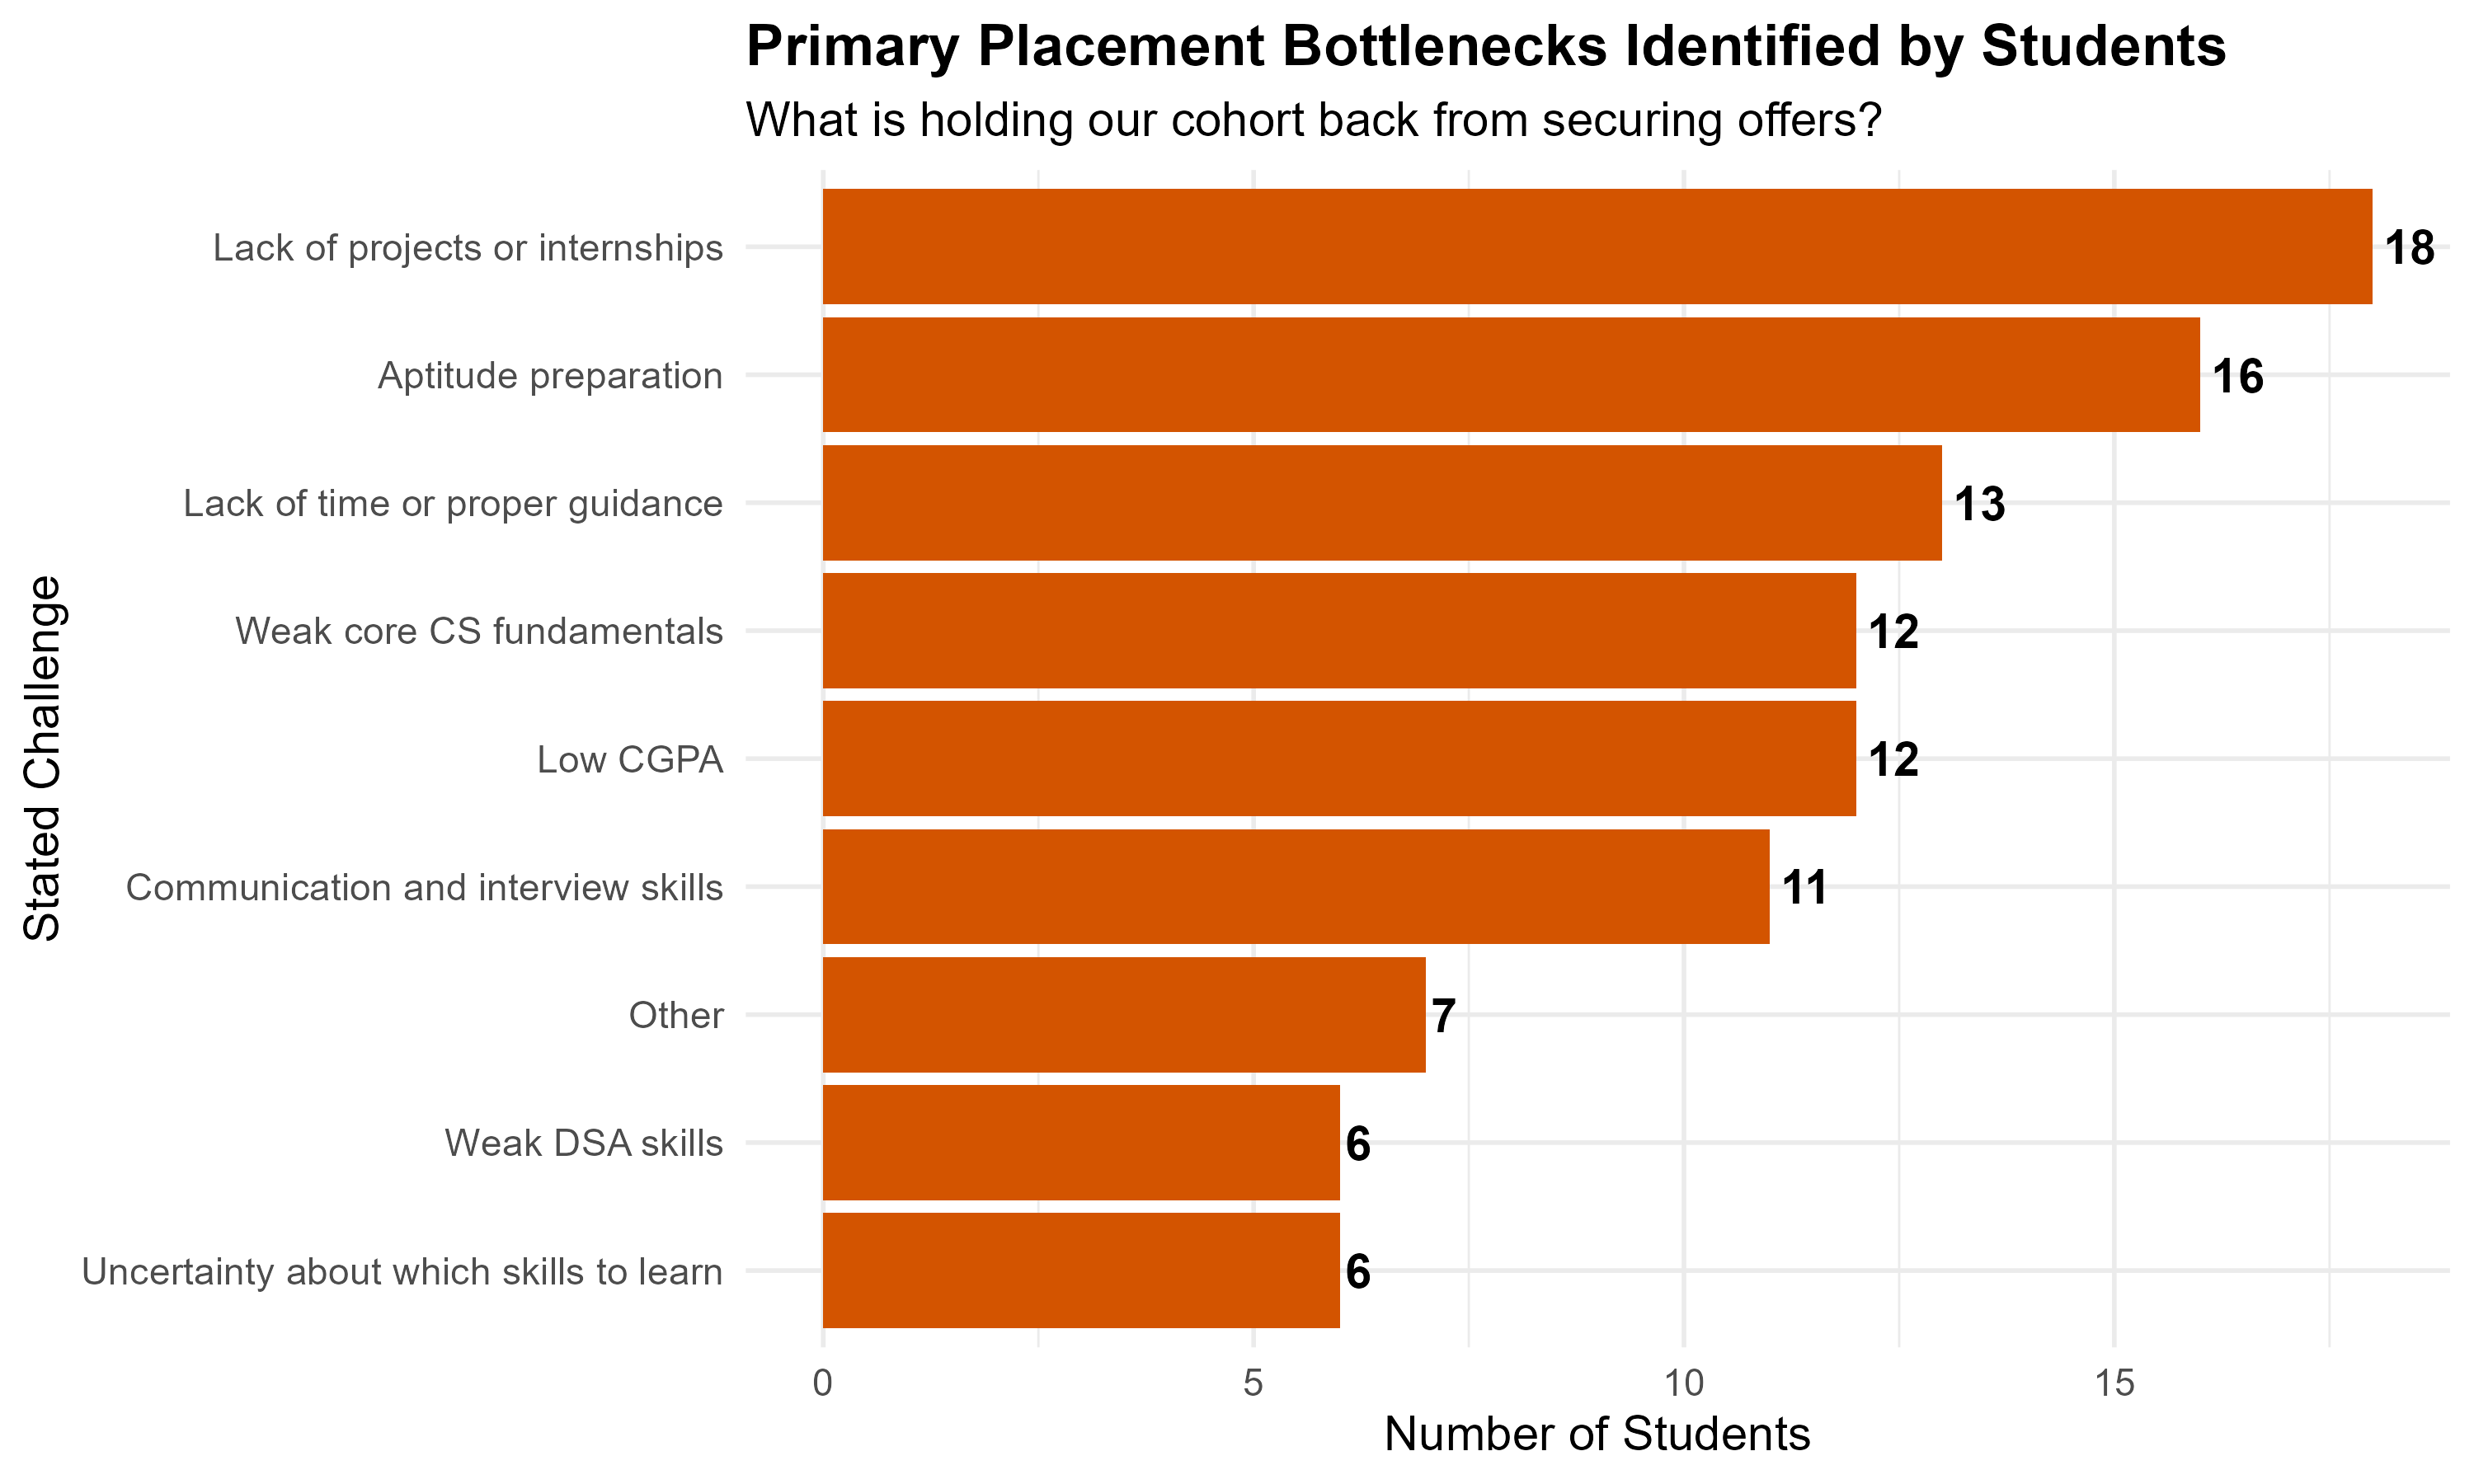 Primary Placement Bottlenecks Identified by Students
What is holding our cohort back from securing offers?
Stated Challenge
Lack of projects or internships 18
Aptitude preparation 16
Lack of time or proper guidance 13
Weak core CS fundamentals 12
Low CGPA 12
Communication and interview skills 11
Other 7
Weak DSA skills 6
Uncertainty about which skills to learn 6
0 5 10 15
Number of Students